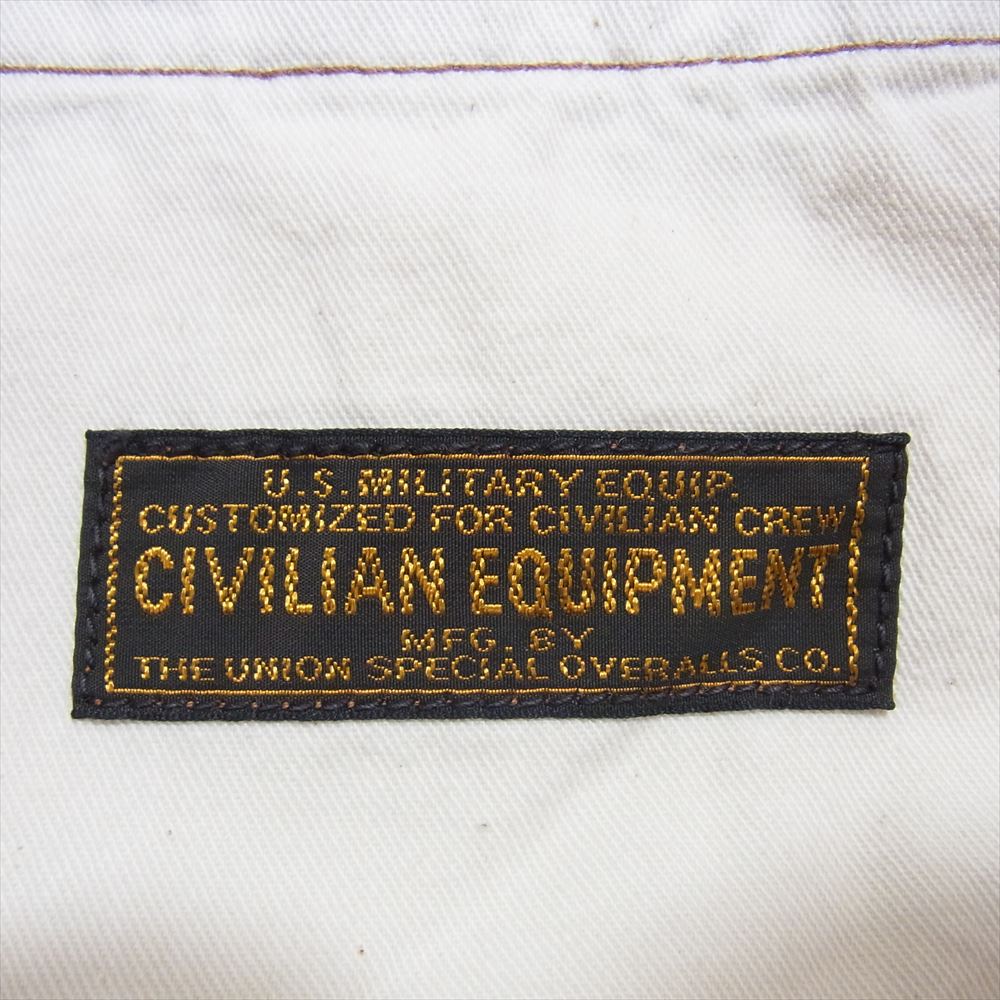 U.S. MILITARY EQUIP.
CUSTOMIZED FOR CIVILIAN CREW
CIVILIAN EQUIPMENT
MFG. BY
THE UNION SPECIAL OVERALLS CO.